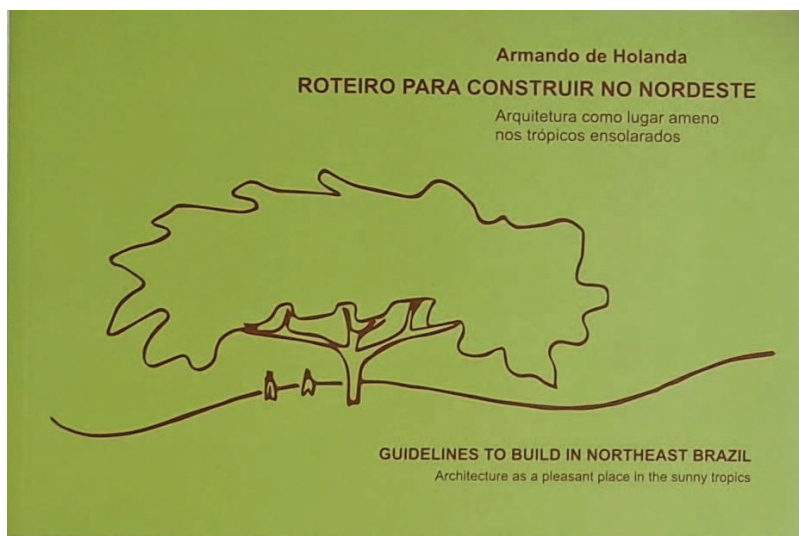 Armando de Holanda
ROTEIRO PARA CONSTRUIR NO NORDESTE
Arquitetura como lugar ameno
nos trópicos ensolarados
GUIDELINES TO BUILD IN NORTHEAST BRAZIL
Architecture as a pleasant place in the sunny tropics